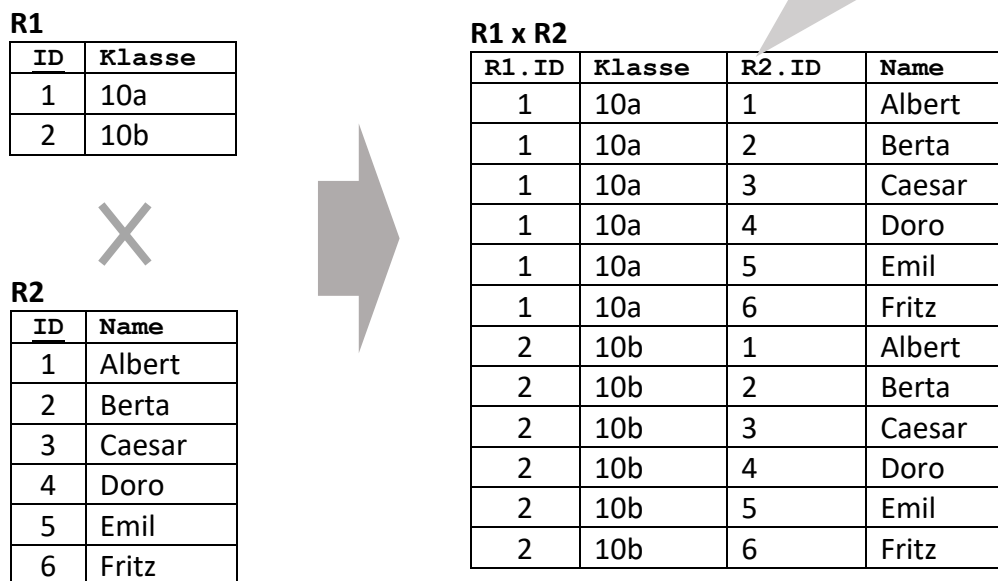 R1
ID Klasse
1 10a
2 10b
R2
ID Name
1 Albert
2 Berta
3 Caesar
4 Doro
5 Emil
6 Fritz
R1 x R2
R1.ID Klasse R2.ID Name
1 10a 1 Albert
1 10a 2 Berta
1 10a 3 Caesar
1 10a 4 Doro
1 10a 5 Emil
1 10a 6 Fritz
2 10b 1 Albert
2 10b 2 Berta
2 10b 3 Caesar
2 10b 4 Doro
2 10b 5 Emil
2 10b 6 Fritz